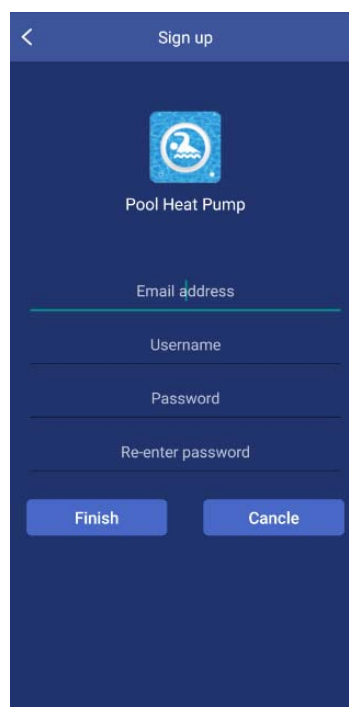 Sign up
Pool Heat Pump
Email address
Username
Password
Re-enter password
Finish Cancle